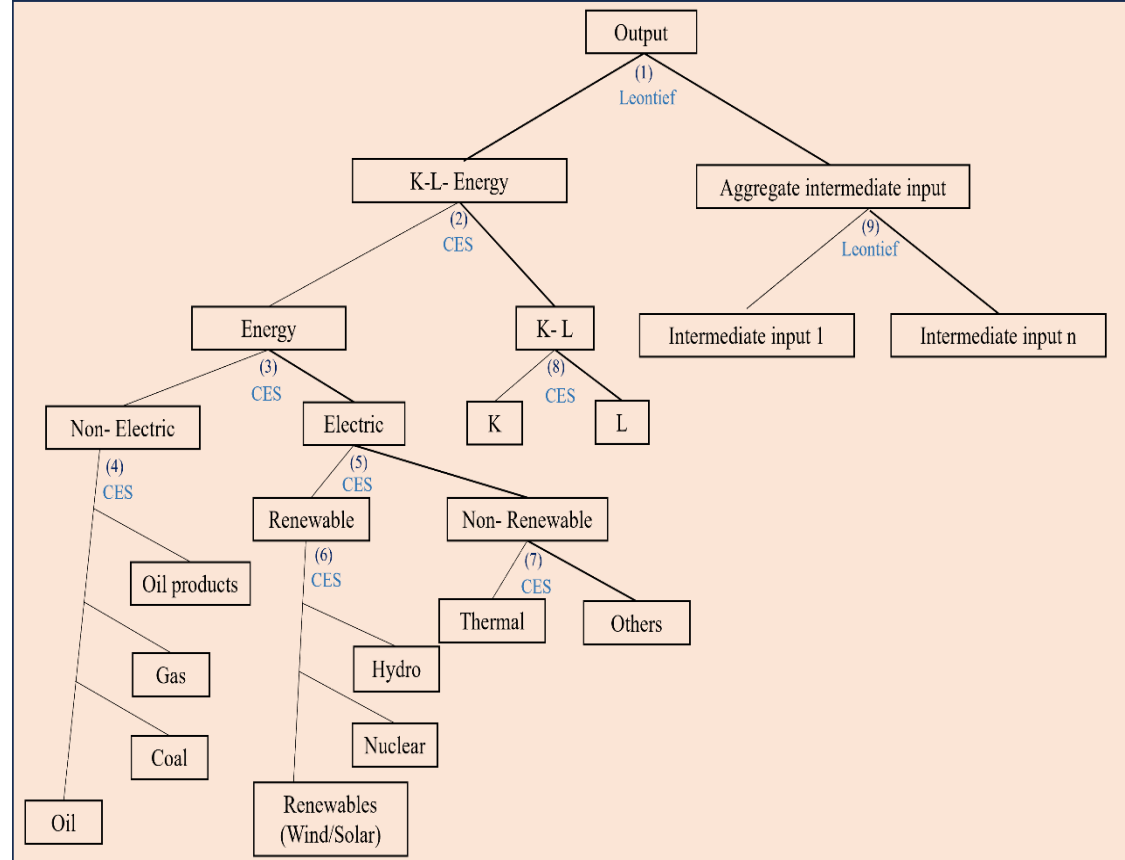 Output
(1)
Leontief
K-L- Energy
Aggregate intermediate input
(2)
CES
(9)
Leontief
Energy
K- L
Intermediate input 1
Intermediate input n
(3)
CES
(8)
CES
Non- Electric
Electric
K
L
(4)
CES
(5)
CES
Renewable
Non- Renewable
(6)
CES
(7)
CES
Oil products
Thermal
Others
Gas
Hydro
Coal
Nuclear
Oil
Renewables
(Wind/Solar)